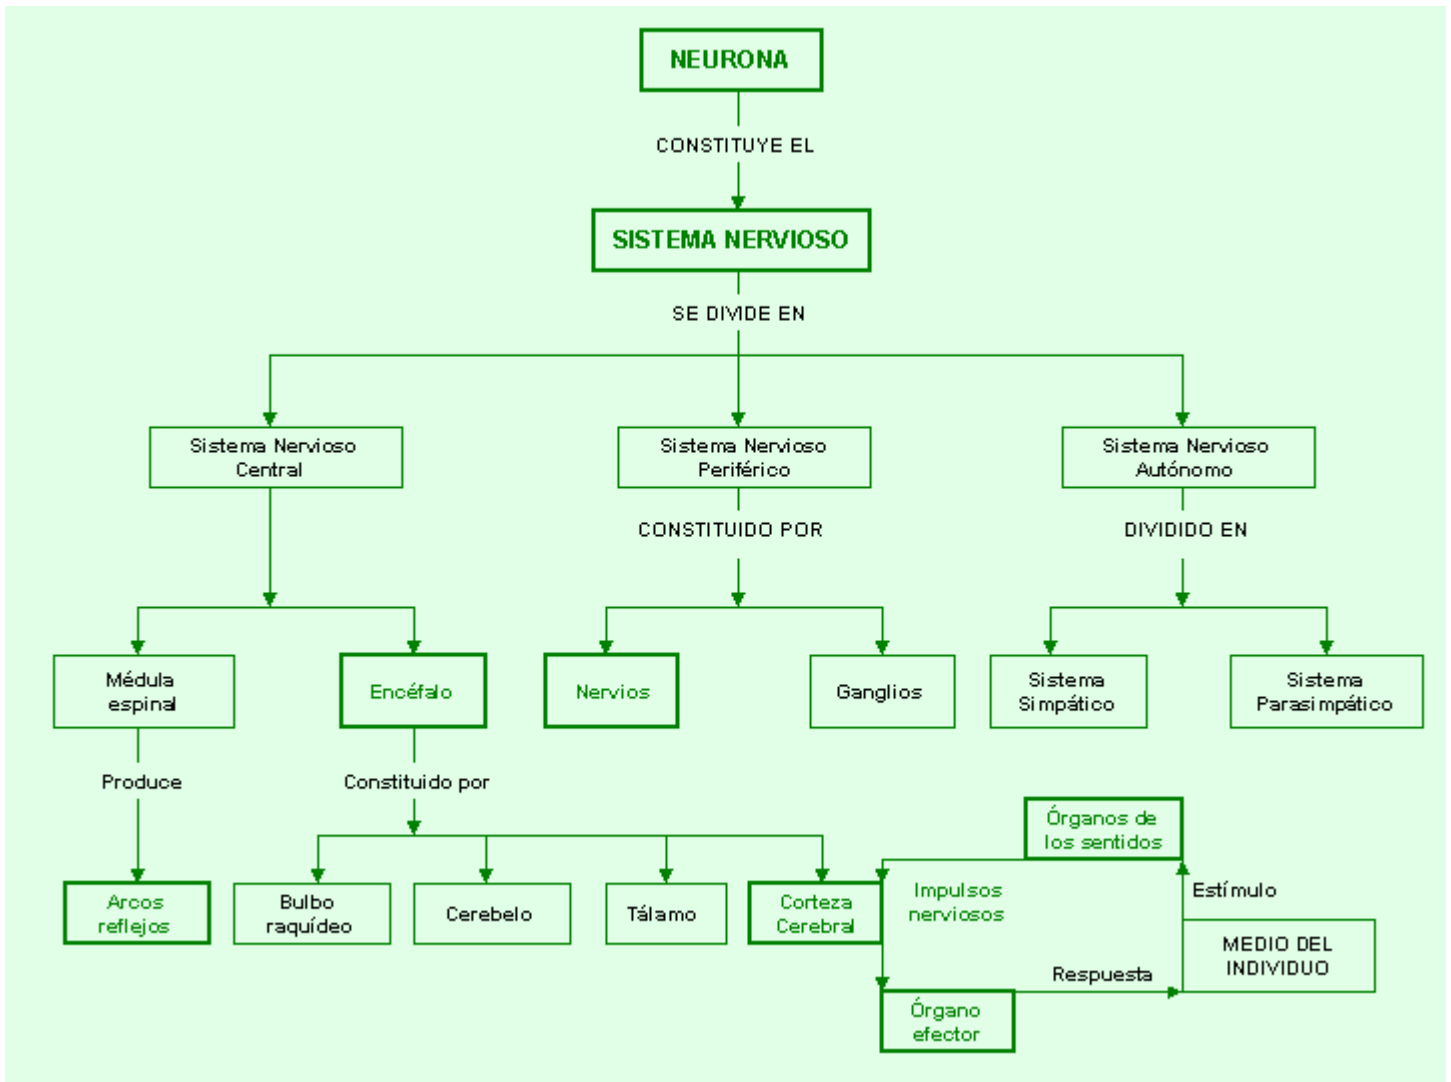 NEURONA
CONSTITUYE EL
SISTEMA NERVIOSO
SE DIVIDE EN
Sistema Nervioso
Central
Sistema Nervioso
Periférico
Sistema Nervioso
Autónomo
CONSTITUIDO POR
DIVIDIDO EN
Médula
espinal
Encéfalo
Nervios
Ganglios
Sistema
Simpático
Sistema
Parasimpático
Produce
Constituido por
Arcos
reflejos
Bulbo
raquídeo
Cerebelo
Tálamo
Corteza
Cerebral
Órganos de
los sentidos
Impulsos
nerviosos
Estímulo
MEDIO DEL
INDIVIDUO
Respuesta
Órgano
efector